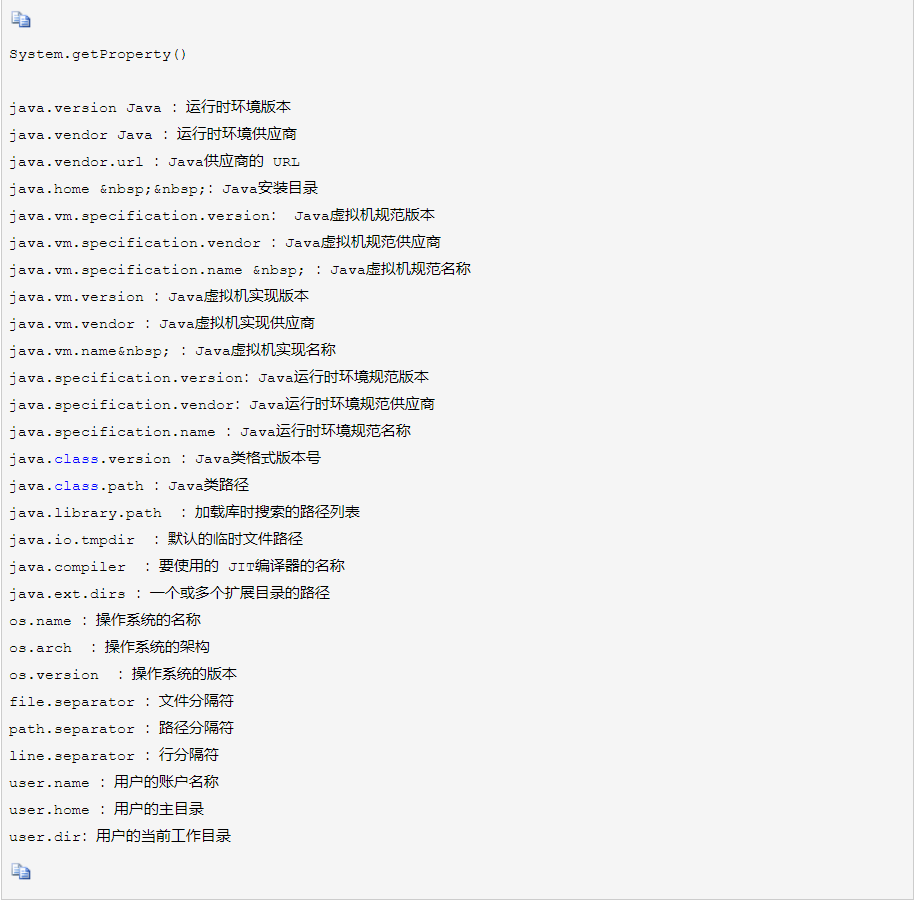 System.getProperty()
java.version Java : 运行时环境版本
java.vendor Java : 运行时环境供应商
java.vendor.url : Java供应商的 URL
java.home &nbsp;&nbsp;: Java安装目录
java.vm.specification.version: Java虚拟机规范版本
java.vm.specification.vendor : Java虚拟机规范供应商
java.vm.specification.name &nbsp; : Java虚拟机规范名称
java.vm.version : Java虚拟机实现版本
java.vm.vendor : Java虚拟机实现供应商
java.vm.name&nbsp; : Java虚拟机实现名称
java.specification.version: Java运行时环境规范版本
java.specification.vendor: Java运行时环境规范供应商
java.specification.name : Java运行时环境规范名称
java.class.version : Java类格式版本号
java.class.path : Java类路径
java.library.path  : 加载库时搜索的路径列表
java.io.tmpdir  : 默认的临时文件路径
java.compiler  : 要使用的 JIT编译器的名称
java.ext.dirs : 一个或多个扩展目录的路径
os.name : 操作系统的名称
os.arch  : 操作系统的架构
os.version  : 操作系统的版本
file.separator : 文件分隔符
path.separator : 路径分隔符
line.separator : 行分隔符
user.name : 用户的账户名称
user.home : 用户的主目录
user.dir: 用户的当前工作目录